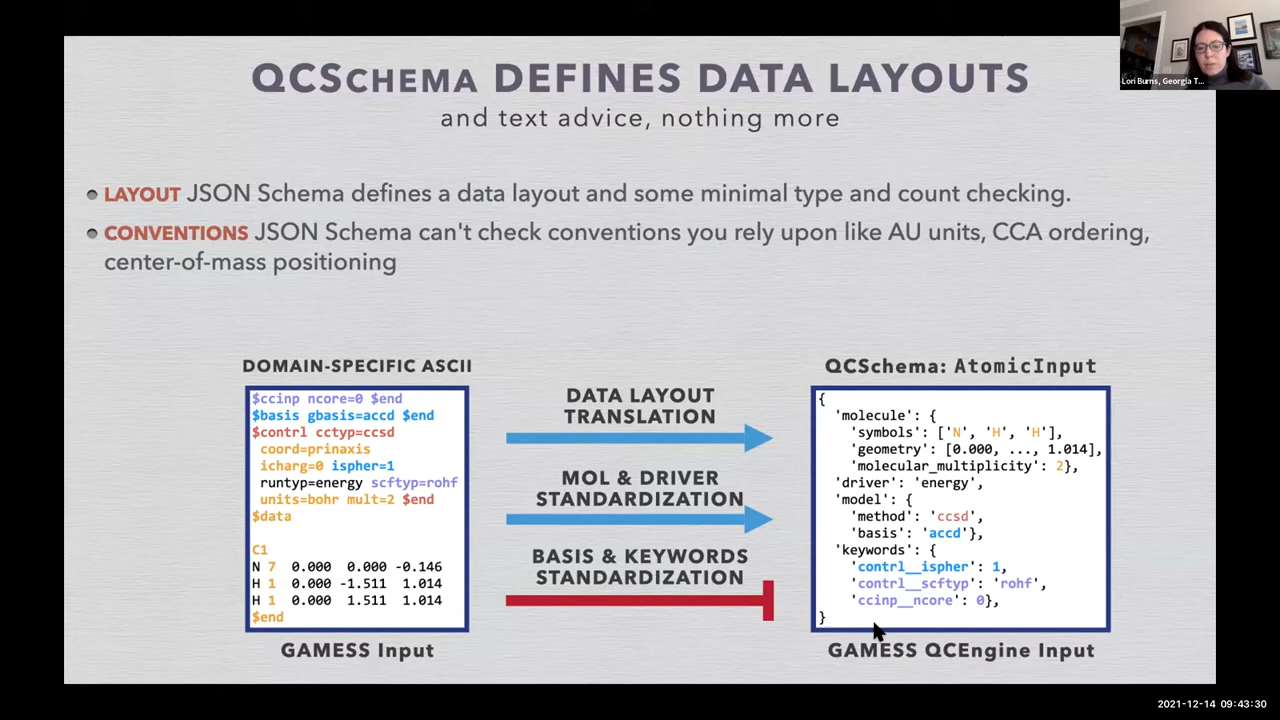 Lori Burns, Georgia T...
QCSCHEMA DEFINES DATA LAYOUTS
and text advice, nothing more
LAYOUT JSON Schema defines a data layout and some minimal type and count checking.
CONVENTIONS JSON Schema can't check conventions you rely upon like AU units, CCA ordering,
center-of-mass positioning
DOMAIN-SPECIFIC ASCII
$ccinp ncore=0 $end
$basis gbasis=accd $end
$contrl cctyp=ccsd
coord=prinaxis
icharg=0 ispher=1
runtyp=energy scftyp=rohf
units=bohr mult=2 $end
$data
C1
N 7 0.000 0.000 -0.146
H 1 0.000 -1.511 1.014
H 1 0.000 1.511 1.014
$end
GAMESS Input
DATA LAYOUT
TRANSLATION
MOL & DRIVER
STANDARDIZATION
BASIS & KEYWORDS
STANDARDIZATION
QCSchema: AtomicInput
{
'molecule': {
'symbols': ['N', 'H', 'H'],
'geometry': [0.000, ..., 1.014],
'molecular_multiplicity': 2},
'driver': 'energy',
'model': {
'method': 'ccsd',
'basis': 'accd'},
'keywords': {
'contrl__ispher': 1,
'contrl__scftyp': 'rohf',
'ccinp__ncore': 0},
}
GAMESS QCEngine Input
2021-12-14 09:43:30